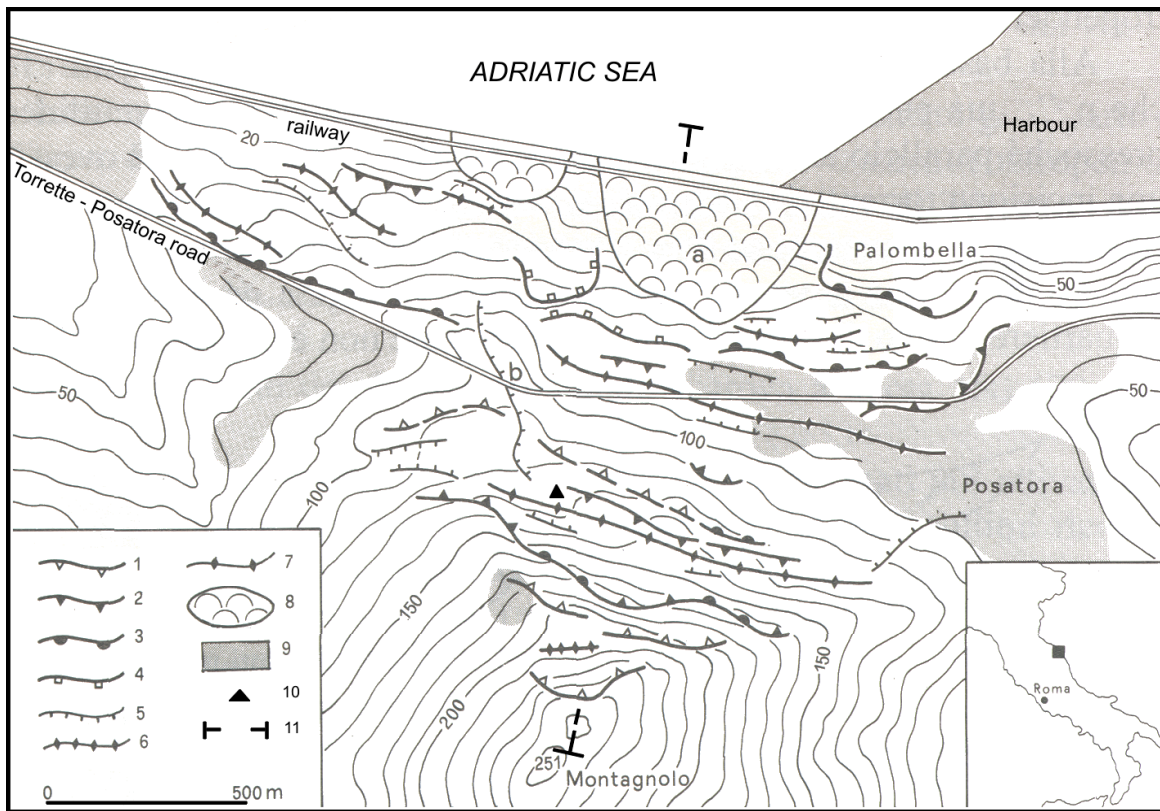 ADRIATIC SEA
Harbour
railway
20
Torrette - Posatora road
a
Palombella
50
b
50
50
100
Posatora
100
150
150
200
251
Montagnolo
1
2
3
4
5
6
7
8
9
10
11
0 500 m
Roma